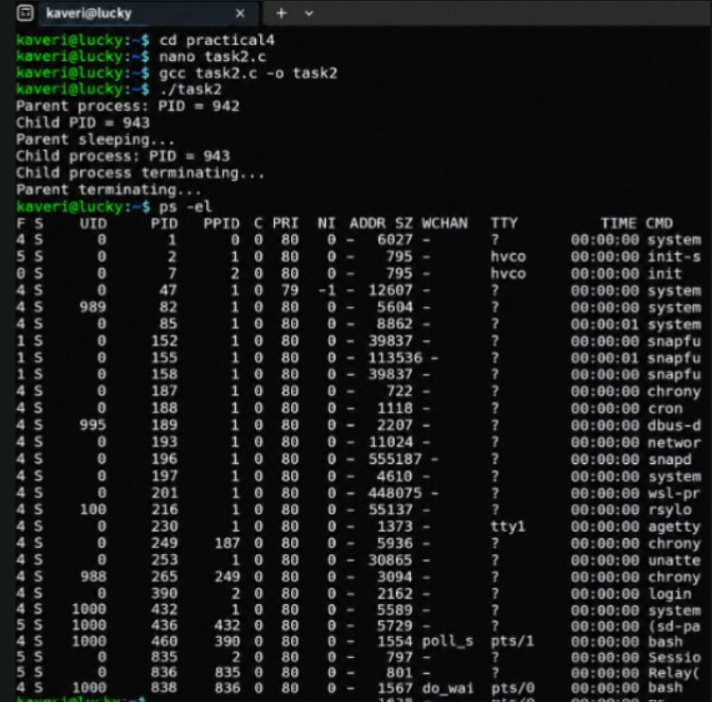 kaveri@lucky
kaveri@lucky:~$ cd practical4
kaveri@lucky:~$ nano task2.c
kaveri@lucky:~$ gcc task2.c -o task2
kaveri@lucky:~$ ./task2
Parent process: PID = 942
Child PID = 943
Parent sleeping...
Child process: PID = 943
Child process terminating...
Parent terminating...
kaveri@lucky:~$ ps -el
F S UID PID PPID C PRI NI ADDR SZ WCHAN TTY TIME CMD
4 S 0 1 0 0 80 0 - 6027 - ? 00:00:00 system
5 S 0 2 1 0 80 0 - 795 - hvco 00:00:00 init-s
0 S 0 7 2 0 80 0 - 795 - hvco 00:00:00 init
4 S 0 47 1 0 79 -1 - 12607 - ? 00:00:00 system
4 S 989 82 1 0 80 0 - 5604 - ? 00:00:00 system
4 S 0 85 1 0 80 0 - 8862 - ? 00:00:01 system
1 S 0 152 1 0 80 0 - 39837 - ? 00:00:00 snapfu
1 S 0 155 1 0 80 0 - 113536 - ? 00:00:01 snapfu
1 S 0 158 1 0 80 0 - 39837 - ? 00:00:00 snapfu
4 S 0 187 1 0 80 0 - 722 - ? 00:00:00 chrony
4 S 0 188 1 0 80 0 - 1118 - ? 00:00:00 cron
4 S 995 189 1 0 80 0 - 2207 - ? 00:00:00 dbus-d
4 S 0 193 1 0 80 0 - 11024 - ? 00:00:00 networ
4 S 0 196 1 0 80 0 - 555187 - ? 00:00:00 snapd
4 S 0 197 1 0 80 0 - 4610 - ? 00:00:00 system
4 S 0 201 1 0 80 0 - 448075 - ? 00:00:00 wsl-pr
4 S 100 216 1 0 80 0 - 55137 - ? 00:00:00 rsylo
4 S 0 230 1 0 80 0 - 1373 - tty1 00:00:00 agetty
4 S 0 249 187 0 80 0 - 5936 - ? 00:00:00 chrony
4 S 0 253 1 0 80 0 - 30865 - ? 00:00:00 unatte
4 S 988 265 249 0 80 0 - 3094 - ? 00:00:00 chrony
4 S 0 390 2 0 80 0 - 2162 - ? 00:00:00 login
4 S 1000 432 1 0 80 0 - 5589 - ? 00:00:00 system
5 S 1000 436 432 0 80 0 - 5729 - ? 00:00:00 (sd-pa
4 S 1000 460 390 0 80 0 - 1554 poll_s pts/1 00:00:00 bash
5 S 0 835 2 0 80 0 - 797 - ? 00:00:00 Sessio
5 S 0 836 835 0 80 0 - 801 - ? 00:00:00 Relay(
4 S 1000 838 836 0 80 0 - 1567 do_wai pts/0 00:00:00 bash